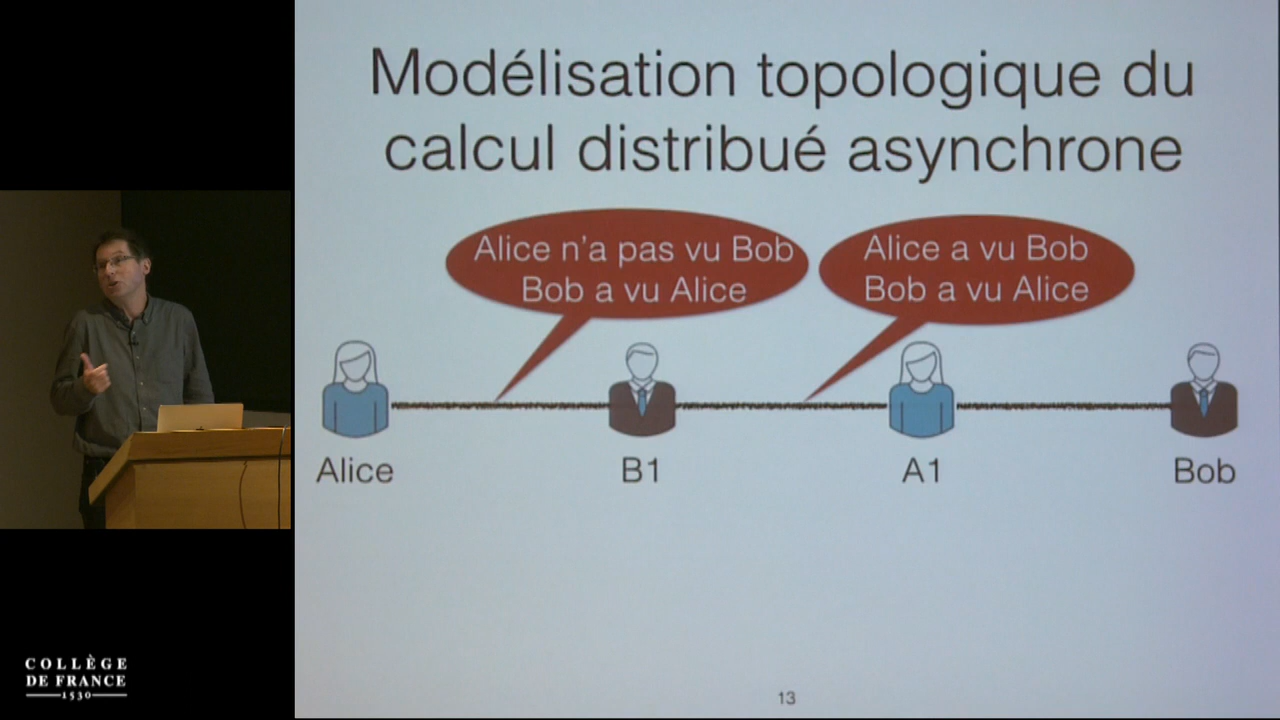 Modélisation topologique du
calcul distribué asynchrone
Alice n'a pas vu Bob
Bob a vu Alice
Alice a vu Bob
Bob a vu Alice
Alice
B1
A1
Bob
13
COLLÈGE
DE FRANCE
1530